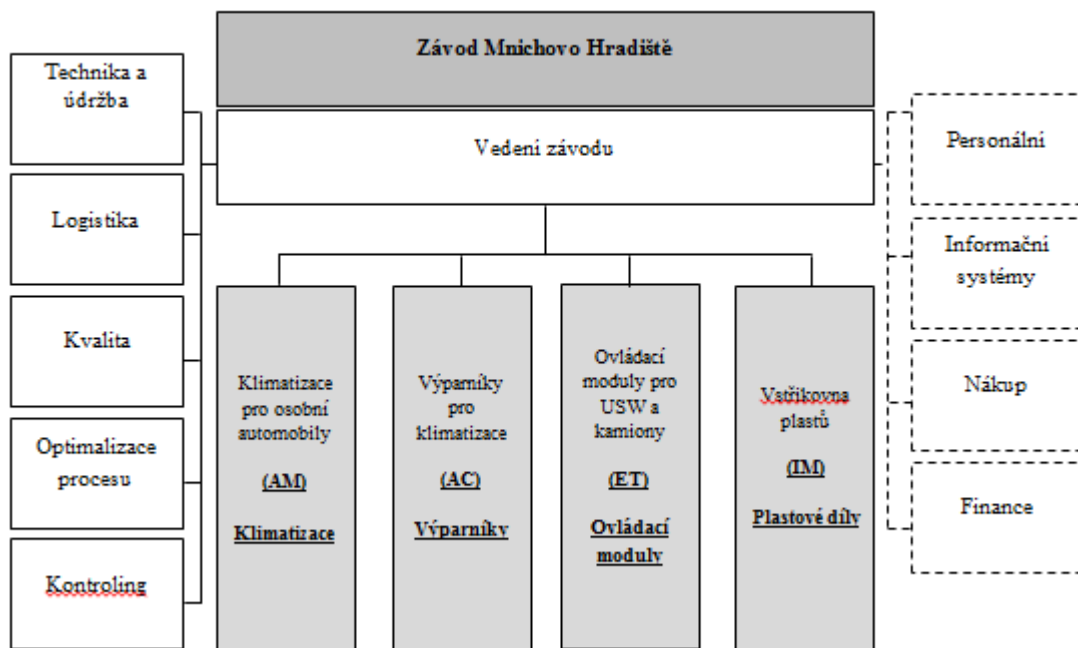 Závod Mnichovo Hradiště
Vedení závodu
Technika a
údržba
Logistika
Kvalita
Optimalizace
procesu
Kontroling
Klimatizace
pro osobní
automobily
(AM)
Klimatizace
Výparníky
pro
klimatizace
(AC)
Výparníky
Ovládací
moduly pro
USW a
kamiony
(ET)
Ovládací
moduly
Vstřikovna
plastů
(IM)
Plastové díly
Personální
Informační
systémy
Nákup
Finance